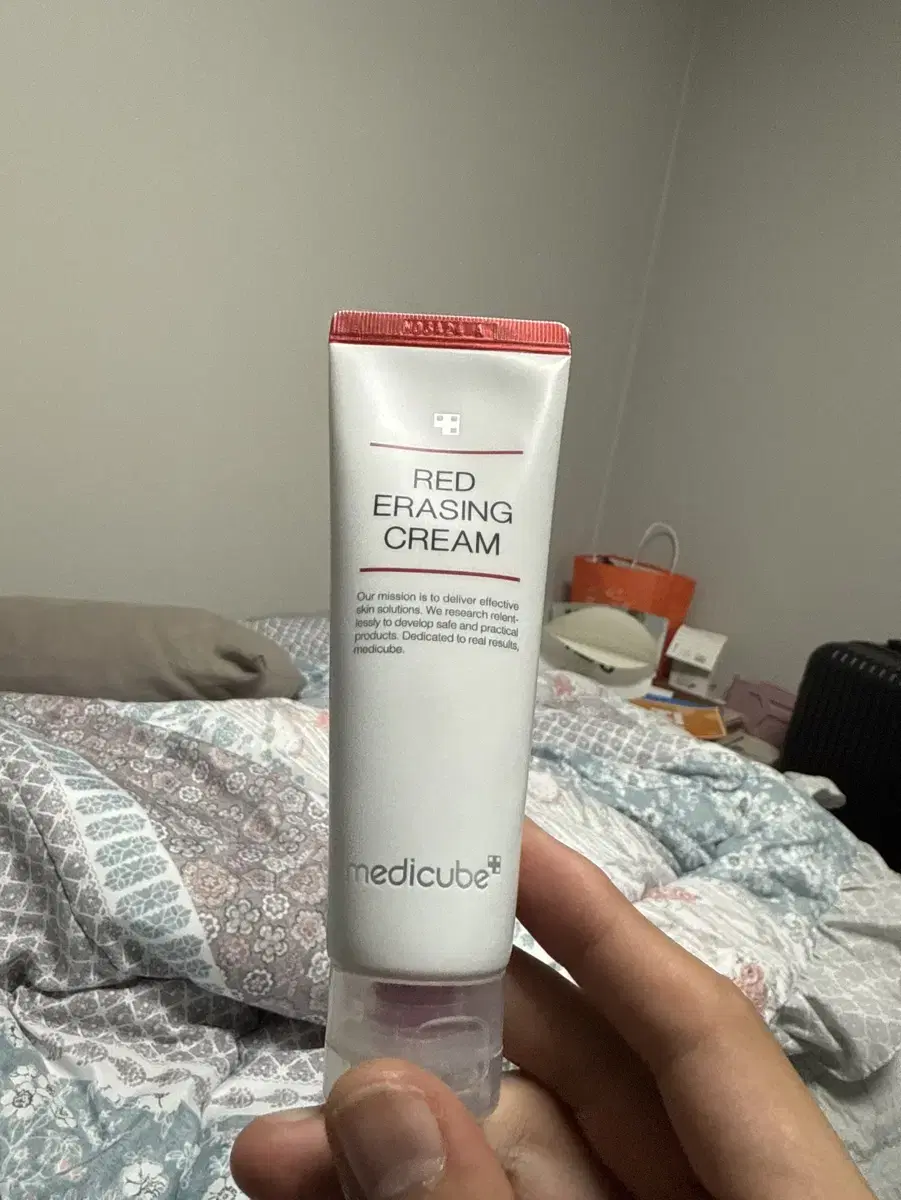 RED
ERASING
CREAM
Our mission is to deliver effective
skin solutions. We research relent-
lessly to develop safe and practical
products. Dedicated to real results,
medicube.
medicube